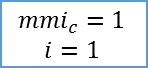 mmi_c = 1
i = 1